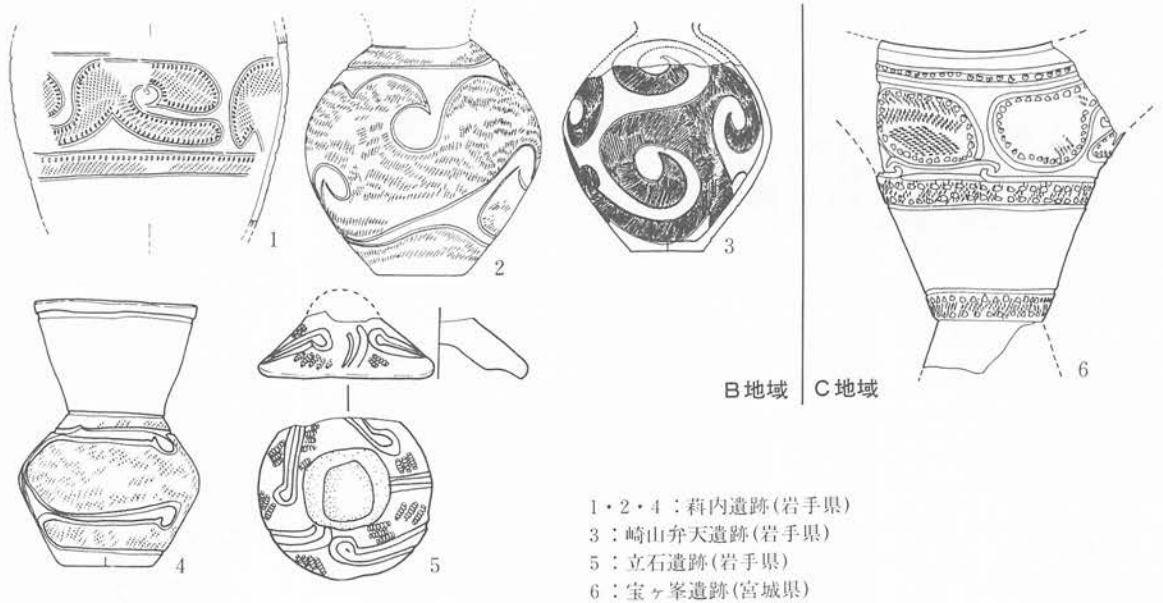 1
2
3
4
5
6
B地域
C地域
1・2・4：萪内遺跡(岩手県)
3：崎山弁天遺跡(岩手県)
5：立石遺跡(岩手県)
6：宝ヶ峯遺跡(宮城県)